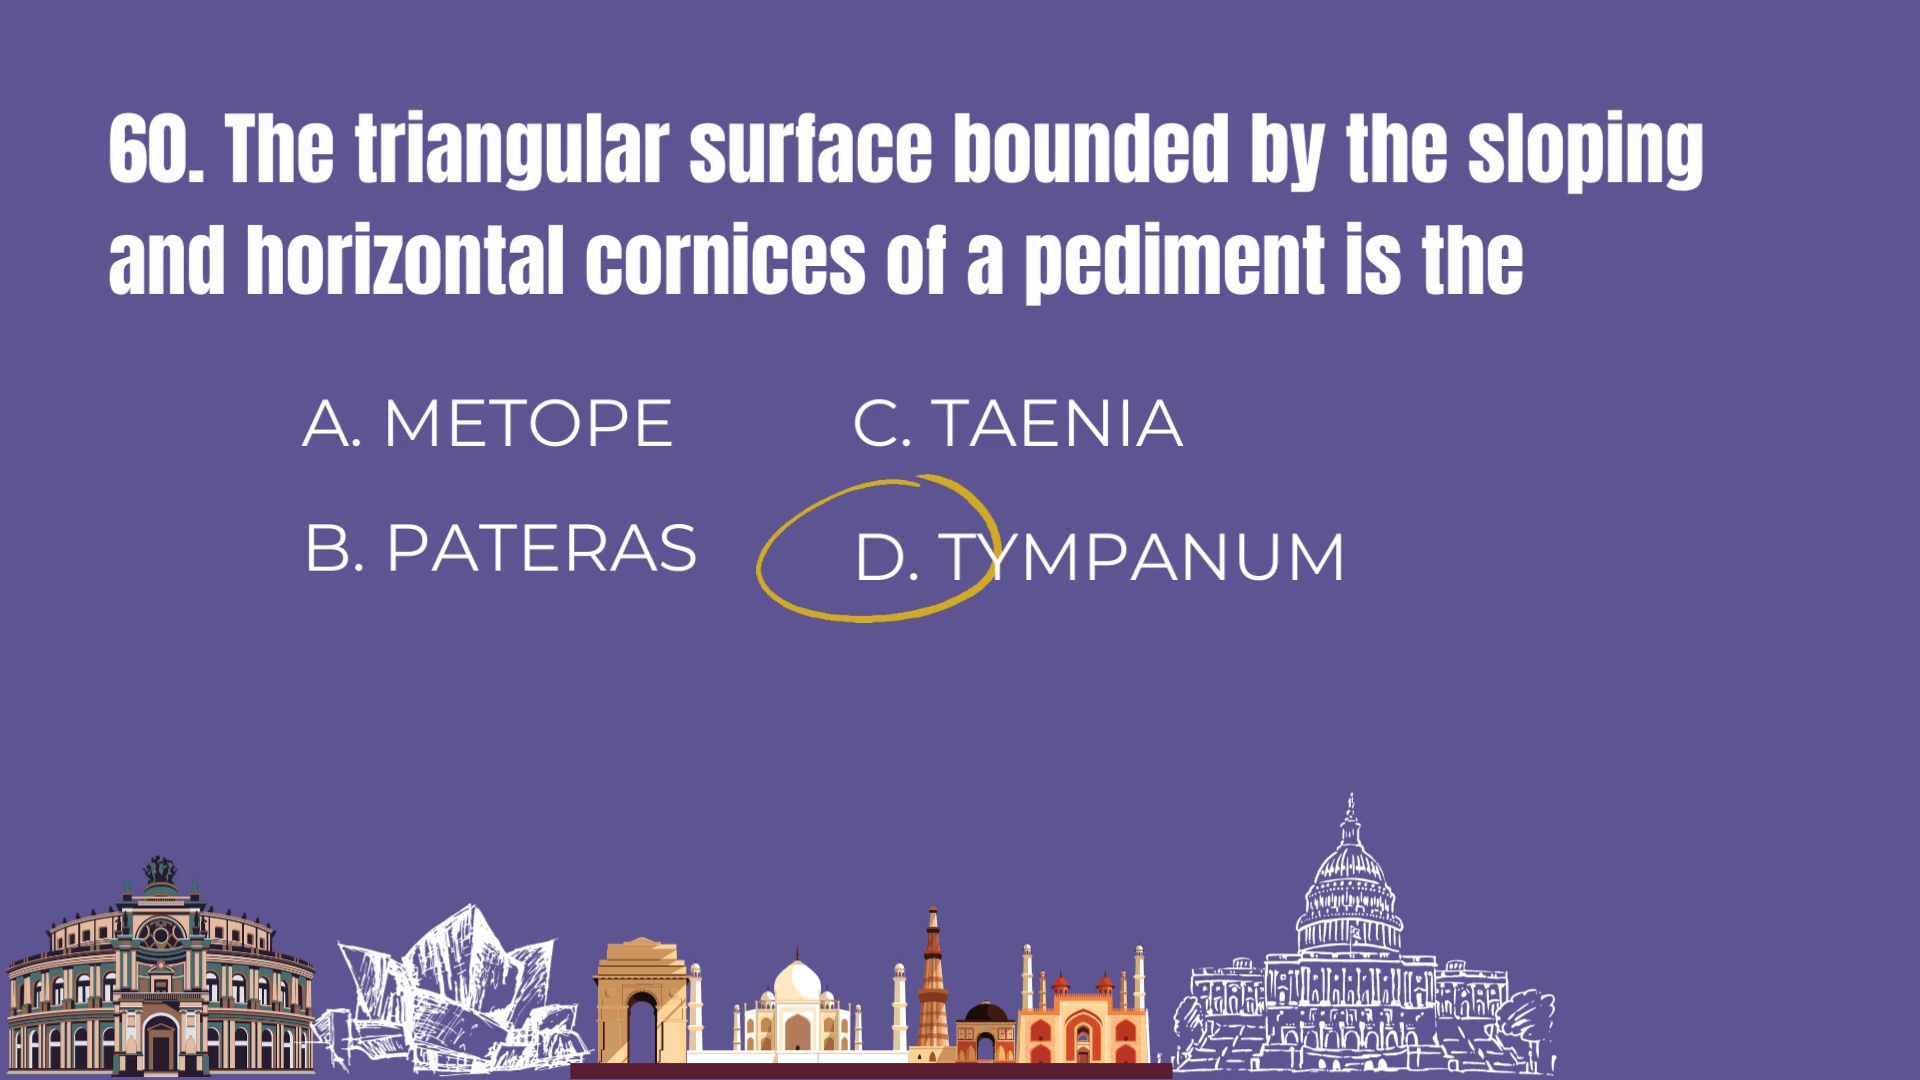 60. The triangular surface bounded by the sloping
and horizontal cornices of a pediment is the
A. METOPE
B. PATERAS
C. TAENIA
D. TYMPANUM